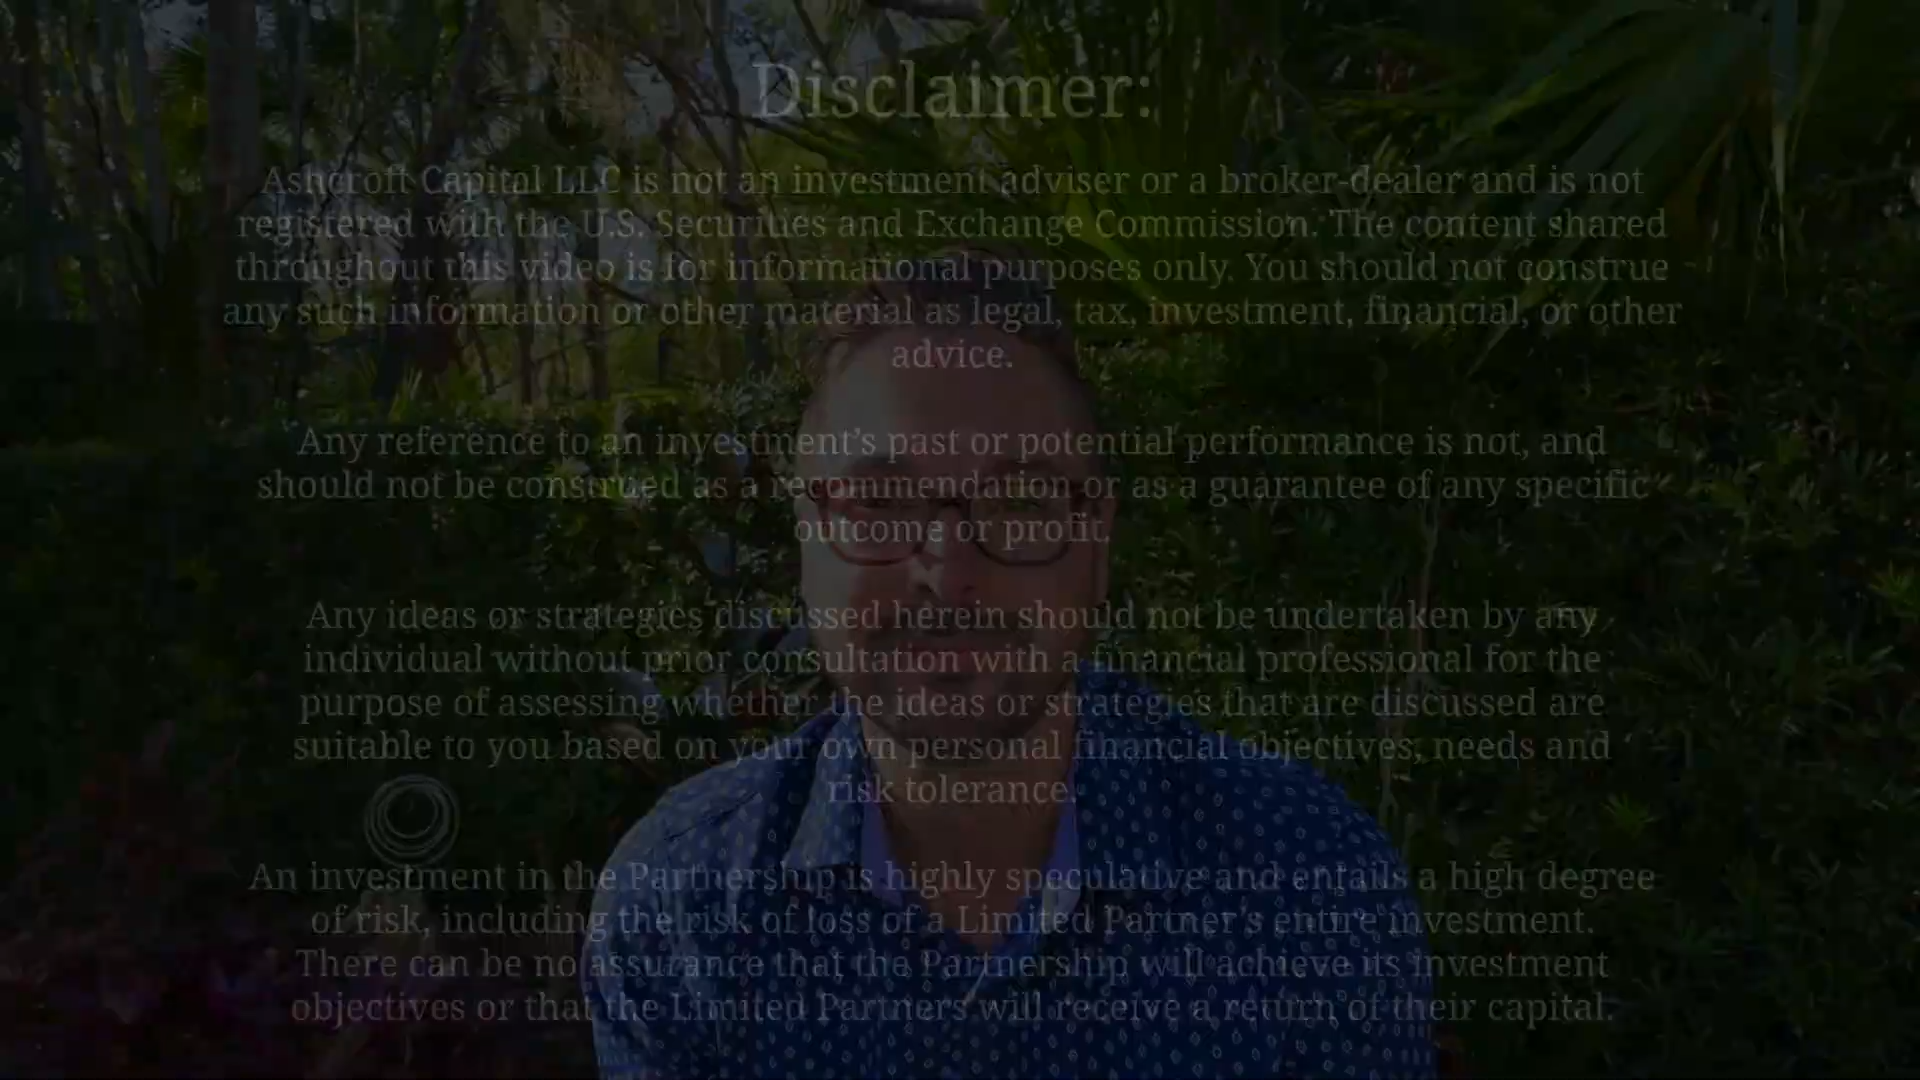 Disclaimer:
Ashcroft Capital LLC is not an investment adviser or a broker-dealer and is not
registered with the U.S. Securities and Exchange Commission. The content shared
throughout this video is for informational purposes only. You should not construe
any such information or other material as legal, tax, investment, financial, or other
advice.
Any reference to an investment’s past or potential performance is not, and
should not be construed as a recommendation or as a guarantee of any specific
outcome or profit.
Any ideas or strategies discussed herein should not be undertaken by any
individual without prior consultation with a financial professional for the
purpose of assessing whether the ideas or strategies that are discussed are
suitable to you based on your own personal financial objectives, needs and
risk tolerance.
An investment in the Partnership is highly speculative and entails a high degree
of risk, including the risk of loss of a Limited Partner’s entire investment.
There can be no assurance that the Partnership will achieve its investment
objectives or that the Limited Partners will receive a return of their capital.